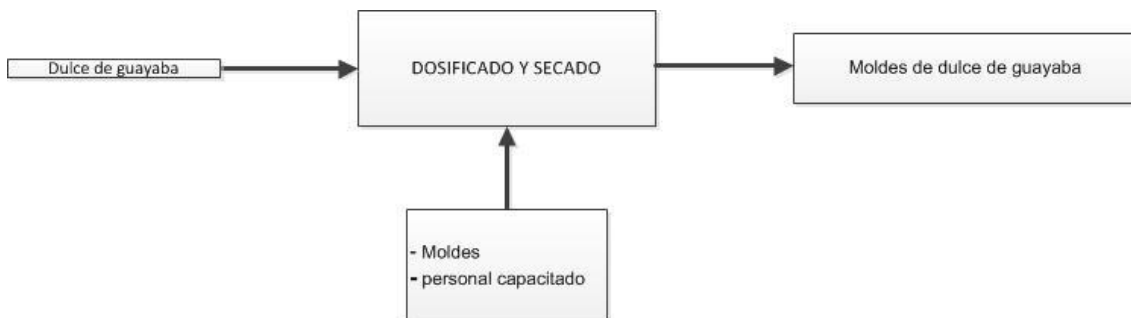 Dulce de guayaba
DOSIFICADO Y SECADO
Moldes de dulce de guayaba
- Moldes
- personal capacitado